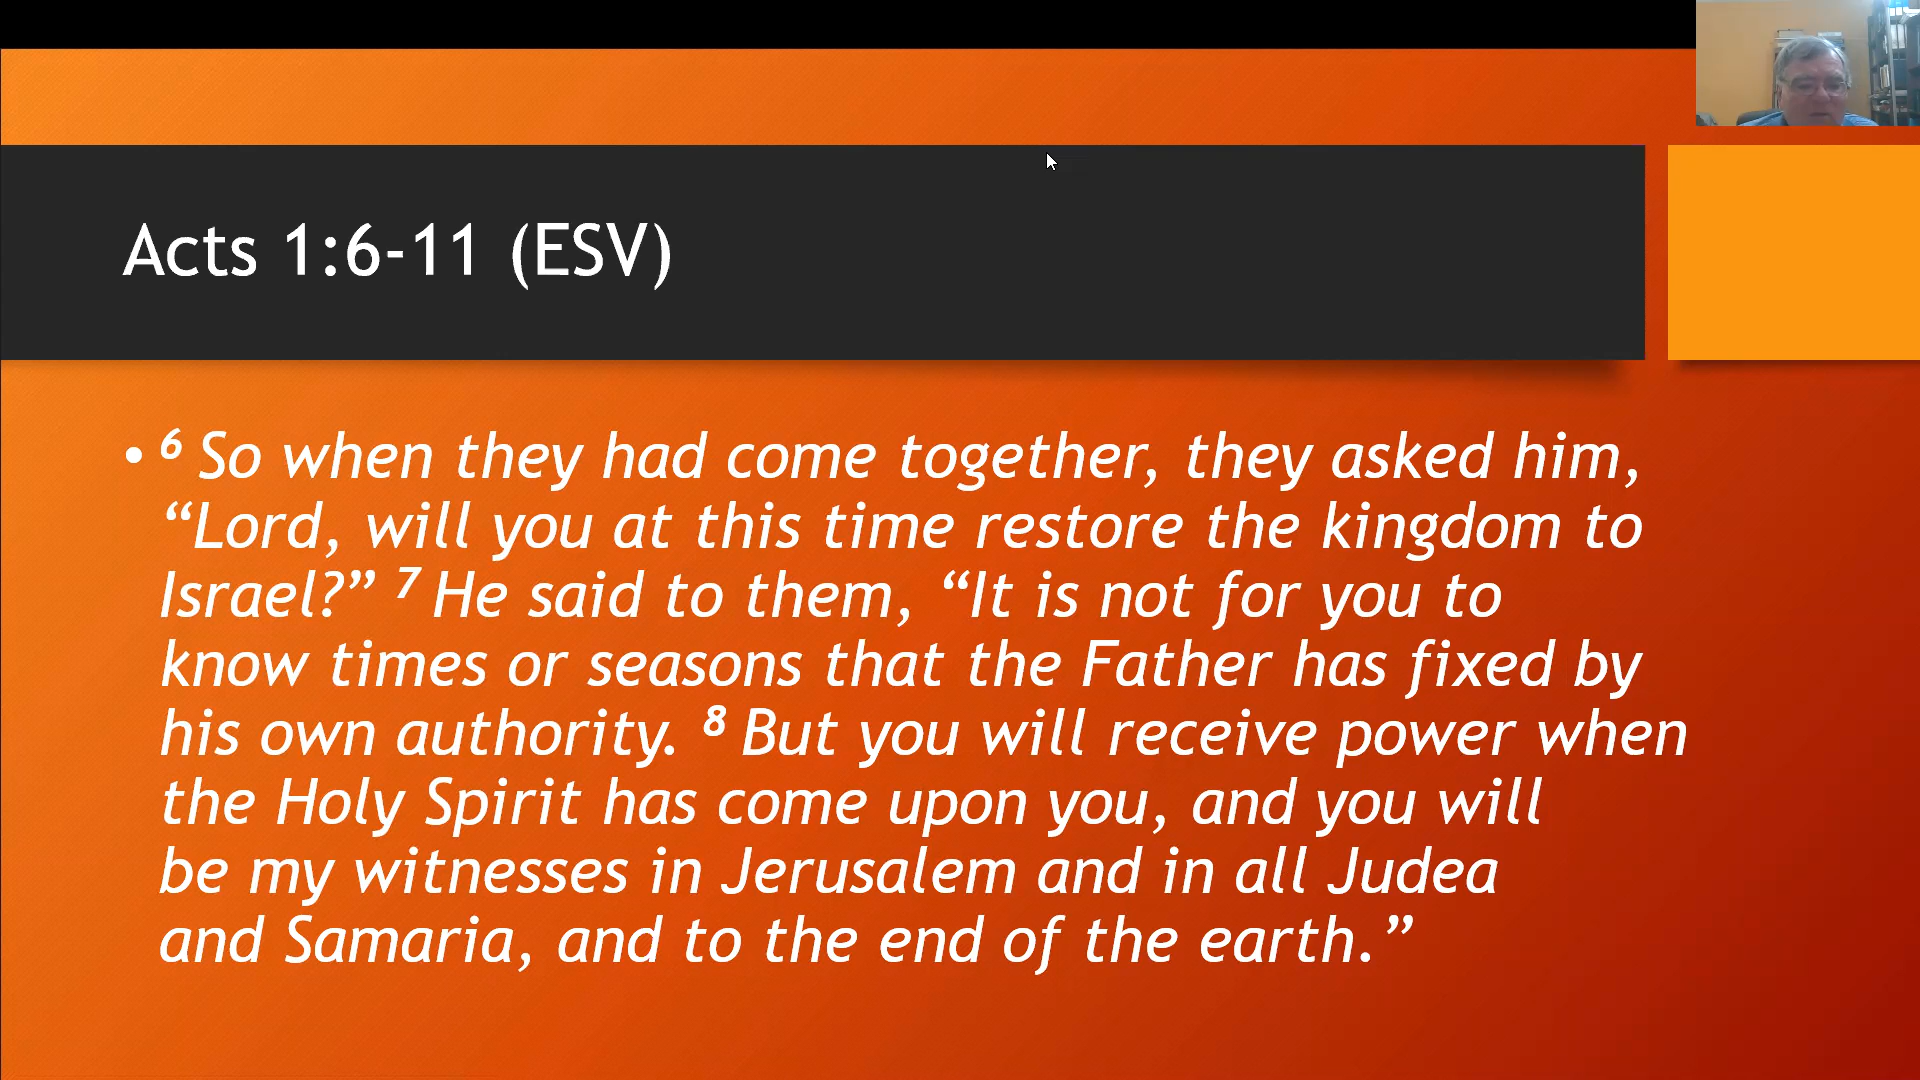 Acts 1:6-11 (ESV)
• 6 So when they had come together, they asked him,
“Lord, will you at this time restore the kingdom to
Israel?” 7 He said to them, “It is not for you to
know times or seasons that the Father has fixed by
his own authority. 8 But you will receive power when
the Holy Spirit has come upon you, and you will
be my witnesses in Jerusalem and in all Judea
and Samaria, and to the end of the earth.”